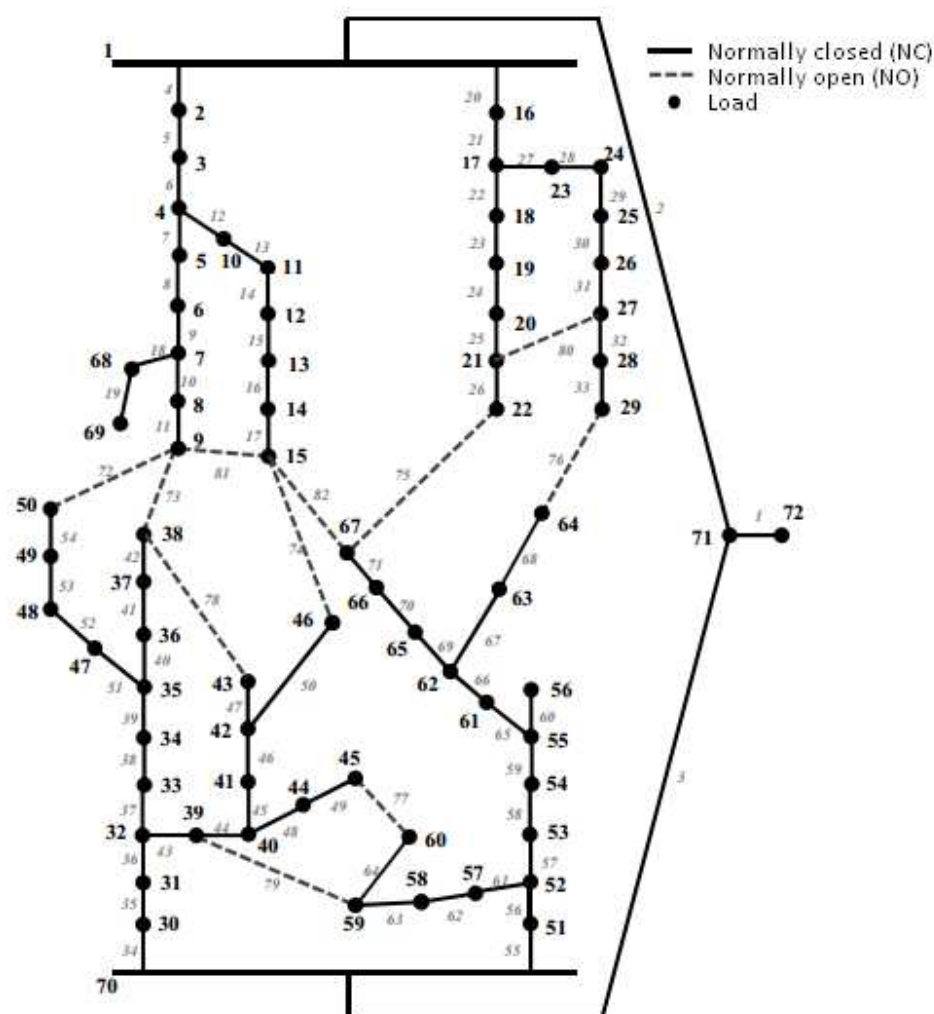 1
Normally closed (NC)
Normally open (NO)
Load
4 20
2 16
5 21
3 17 27 28 24
23
6 22 29 2
4 12 18 25
7 10 13 23 30
5 11 19 26
8 14 24 31
6 12 20 27
9 15 25 80 32
68 18 7 13 21 28
19 10 16 26 33
8 14 22 29
69 11 17
9 15
72 81 75 76
50 73 82
54 38 74 67 64 71 1 72
49 42 71 68
53 37 78 66
48 41 70 63
52 36 46 65 69 67
47 40 62 66
51 35 43 50 61 56
39 47 42 65 60
34 55
38 46 45 59
33 41 44 49 77 54 3
37 39 45 58
32 44 40 48 60 53
36 43 57
31 79 64 58 57 61 52
35 59 63 62 56
30 51
34 55
70